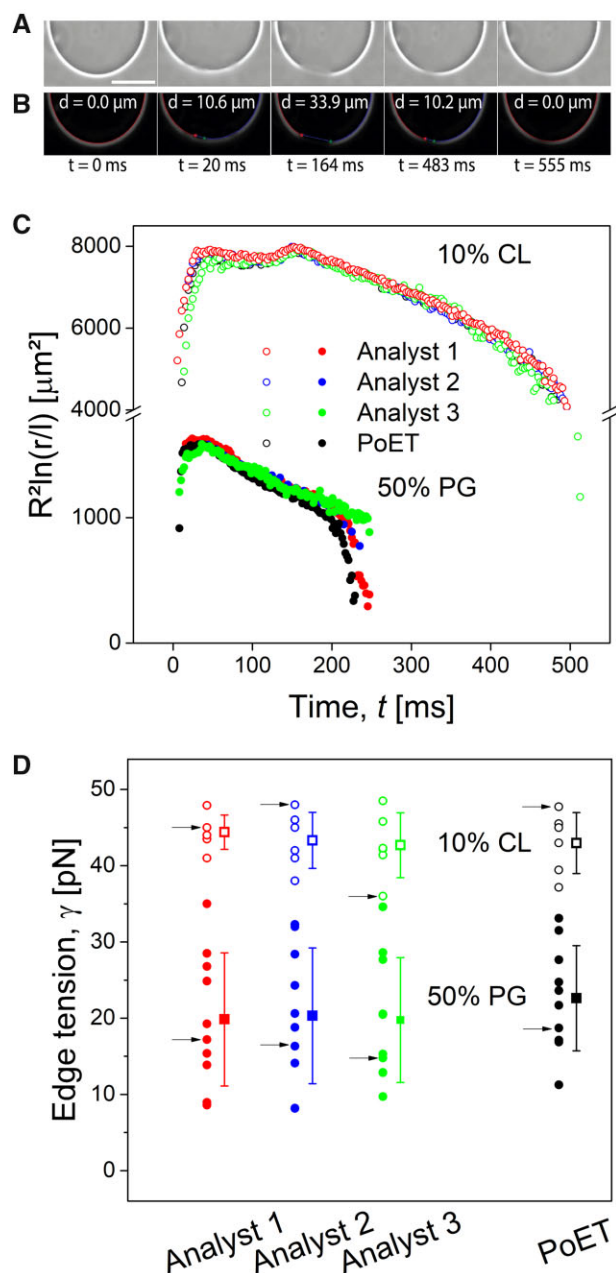 A
B
d = 0.0 µm d = 10.6 µm d = 33.9 µm d = 10.2 µm d = 0.0 µm
t = 0 ms t = 20 ms t = 164 ms t = 483 ms t = 555 ms
C
R²ln(r/l) [µm²]
8000
6000
4000
1000
0
10% CL
Analyst 1
Analyst 2
Analyst 3
PoET
50% PG
0 100 200 300 400 500
Time, t [ms]
D
Edge tension, γ [pN]
50
40
30
20
10
0
10% CL
50% PG
Analyst 1
Analyst 2
Analyst 3
PoET